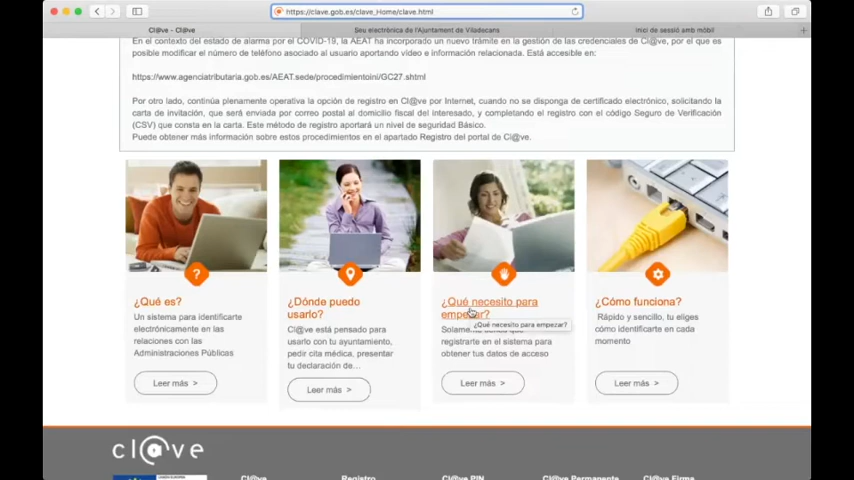 https://clave.gob.es/clave_Home/clave.html
Cl@ve - Cl@ve
Seu electrònica de l'Ajuntament de Viladecans
Inici de sessió amb mòbil
En el contexto del estado de alarma por el COVID-19, la AEAT ha incorporado un nuevo trámite en la gestión de las credenciales de Cl@ve, por el que es
posible modificar el número de teléfono asociado al usuario aportando vídeo e información relacionada. Está accesible en:
https://www.agenciatributaria.gob.es/AEAT.sede/procedimientoini/GC27.shtml
Por otro lado, continúa plenamente operativa la opción de registro en Cl@ve por Internet, cuando no se disponga de certificado electrónico, solicitando la
carta de invitación, que será enviada por correo postal al domicilio fiscal del interesado, y completando el registro con el código Seguro de Verificación
(CSV) que consta en la carta. Este método de registro aportará un nivel de seguridad Básico.
Puede obtener más información sobre estos procedimientos en el apartado Registro del portal de Cl@ve.
?
¿Qué es?
Un sistema para identificarte
electrónicamente en las
relaciones con las
Administraciones Públicas
Leer más >
¿Dónde puedo
usarlo?
Cl@ve está pensado para
usarlo con tu ayuntamiento,
pedir cita médica, presentar
tu declaración de...
Leer más >
¿Qué necesito para
empezar?
¿Qué necesito para empezar?
Solamente
registrarte en el sistema para
obtener tus datos de acceso
Leer más >
¿Cómo funciona?
Rápido y sencillo, tu eliges
cómo identificarte en cada
momento
Leer más >
cl@ve
Cl@ve
Registro
Cl@ve PIN
Cl@ve Permanente
Cl@ve Firma